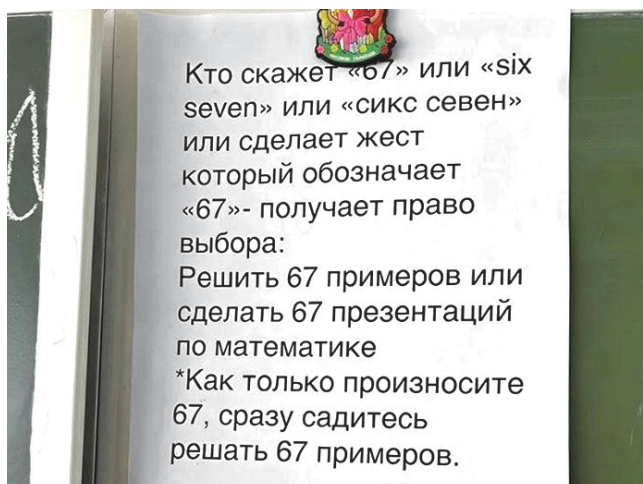 Кто скажет «67» или «six
seven» или «сикс севен»
или сделает жест
который обозначает
«67»- получает право
выбора:
Решить 67 примеров или
сделать 67 презентаций
по математике
*Как только произносите
67, сразу садитесь
решать 67 примеров.